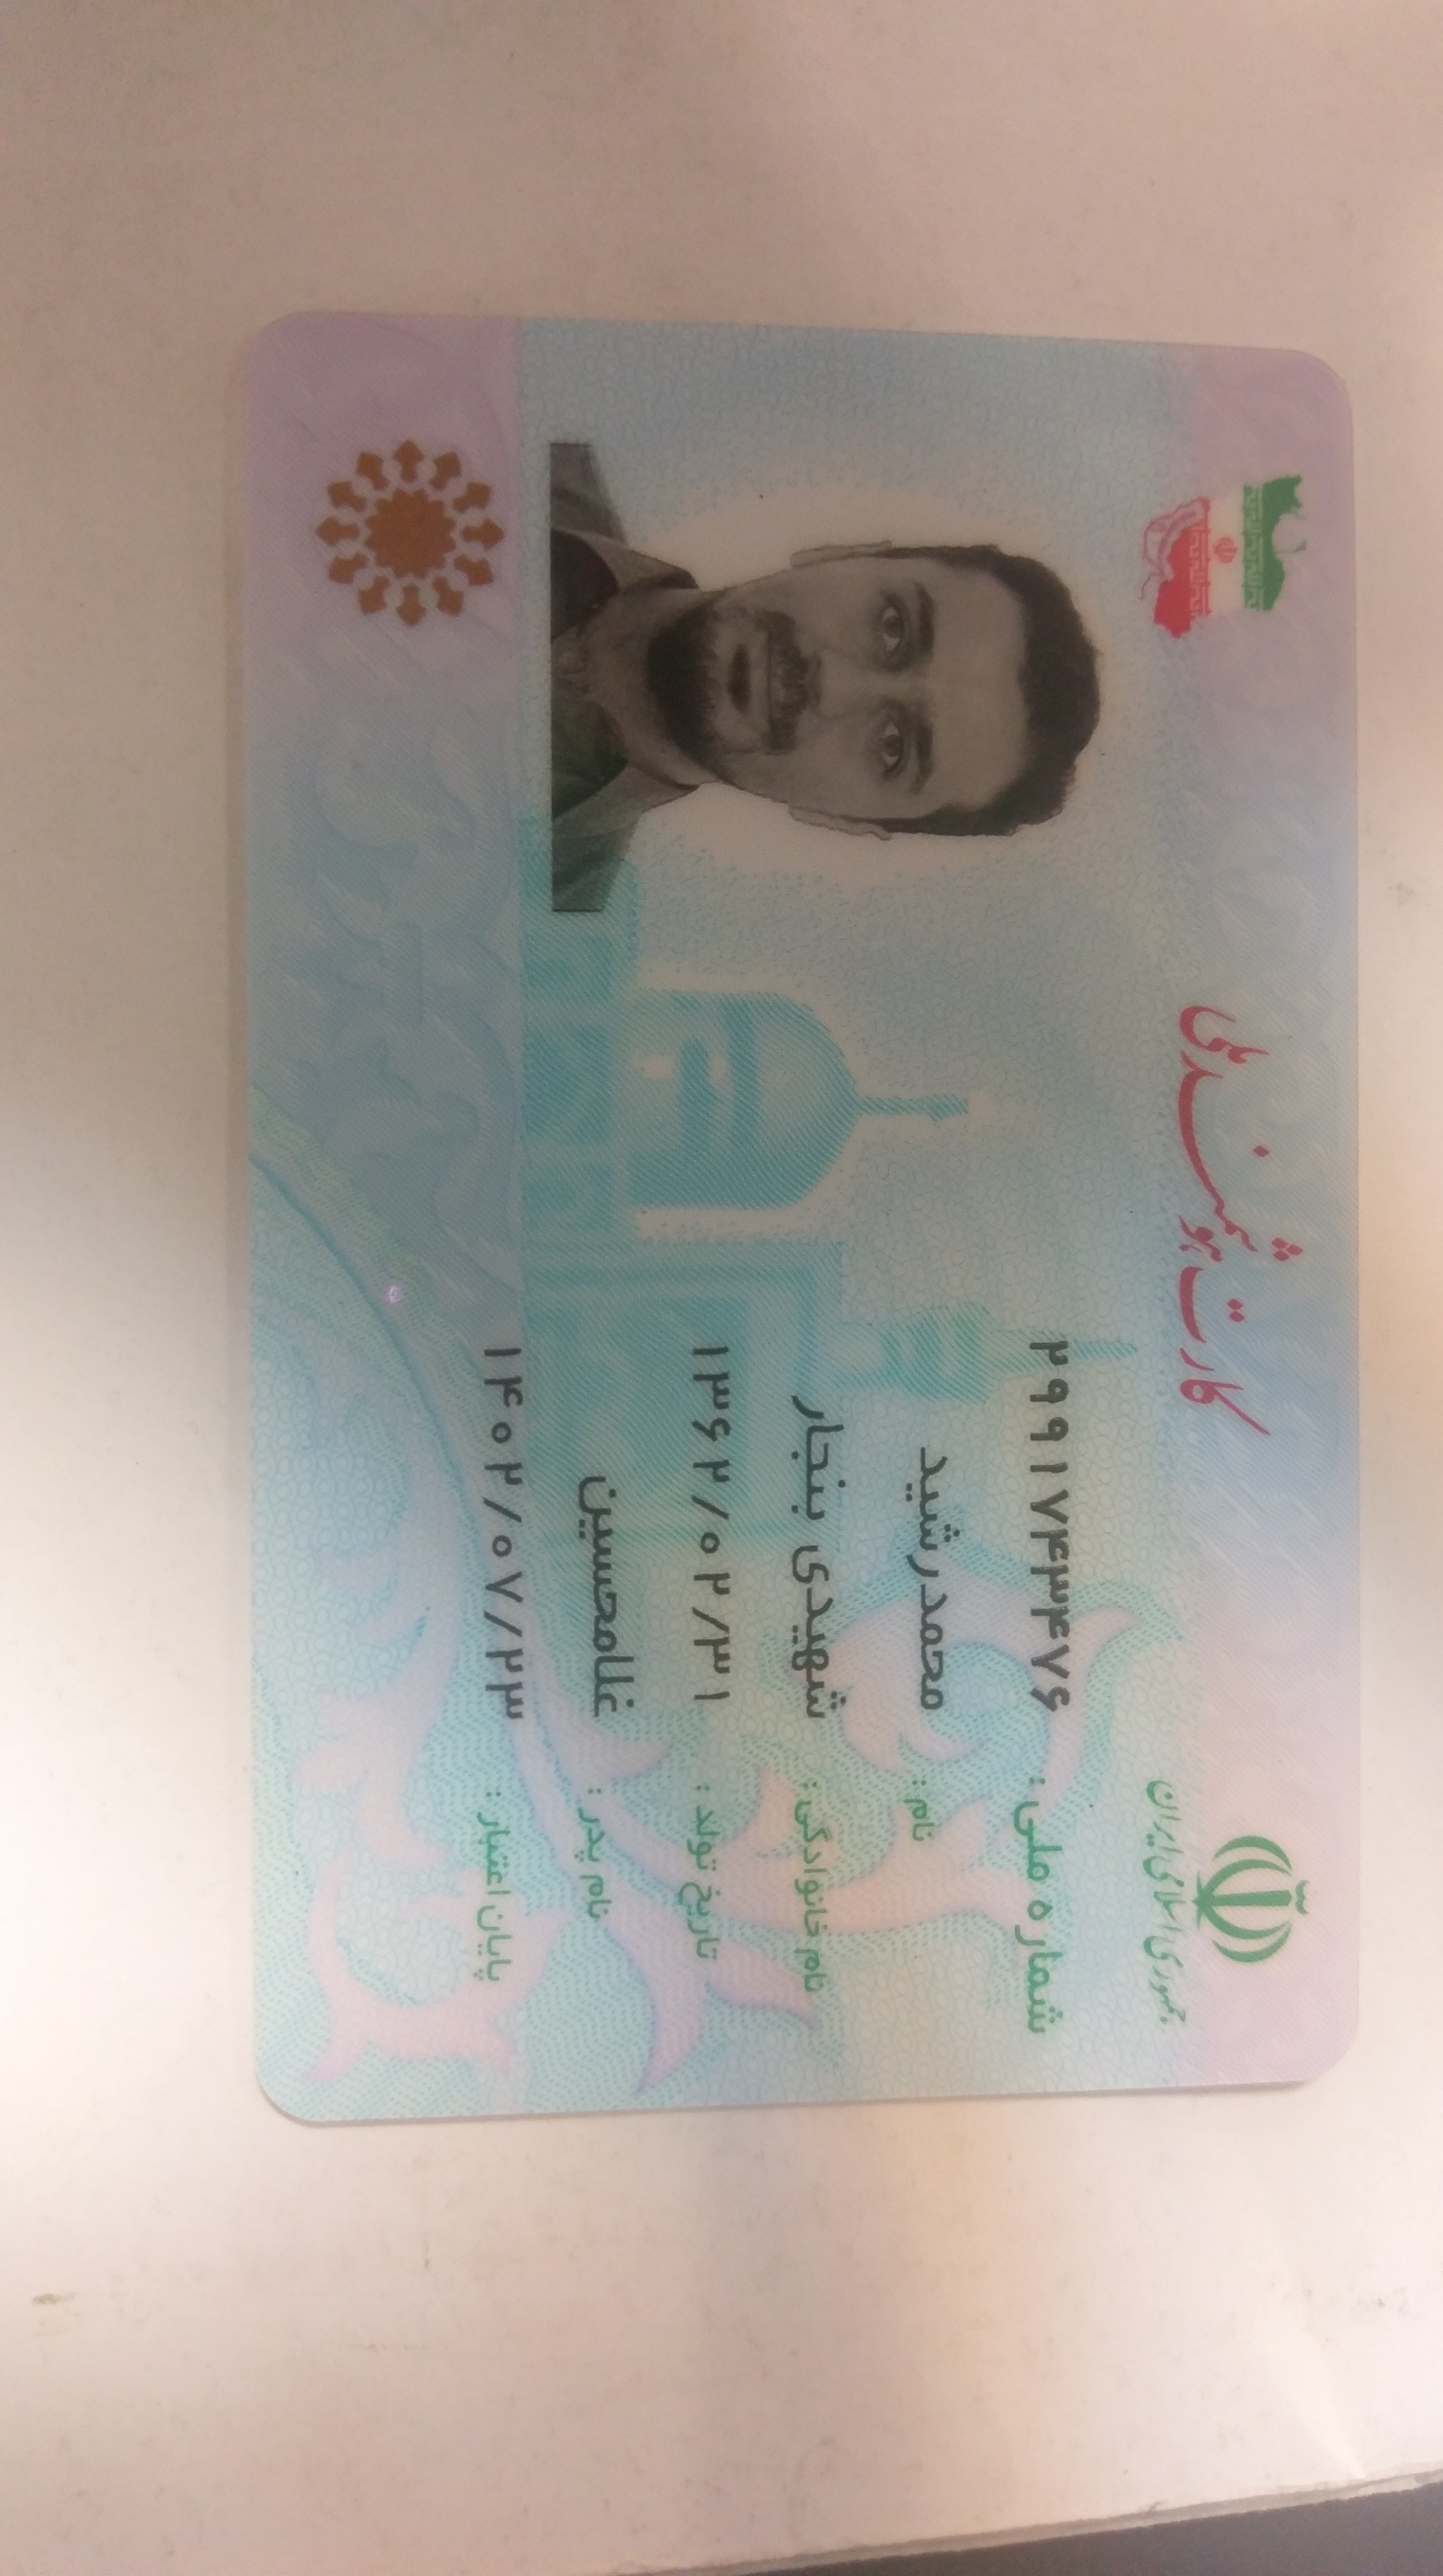 کارت هوشمند ملی
جمهوری اسلامی ایران
شماره ملی: ۲۹۹۱۷۴۳۴۷۶
نام: محمدرشید
نام خانوادگی: شهیدی بنجار
تاریخ تولد: ۱۳۶۲/۰۲/۳۱
نام پدر: غلامحسین
پایان اعتبار: ۱۴۰۲/۰۷/۲۳